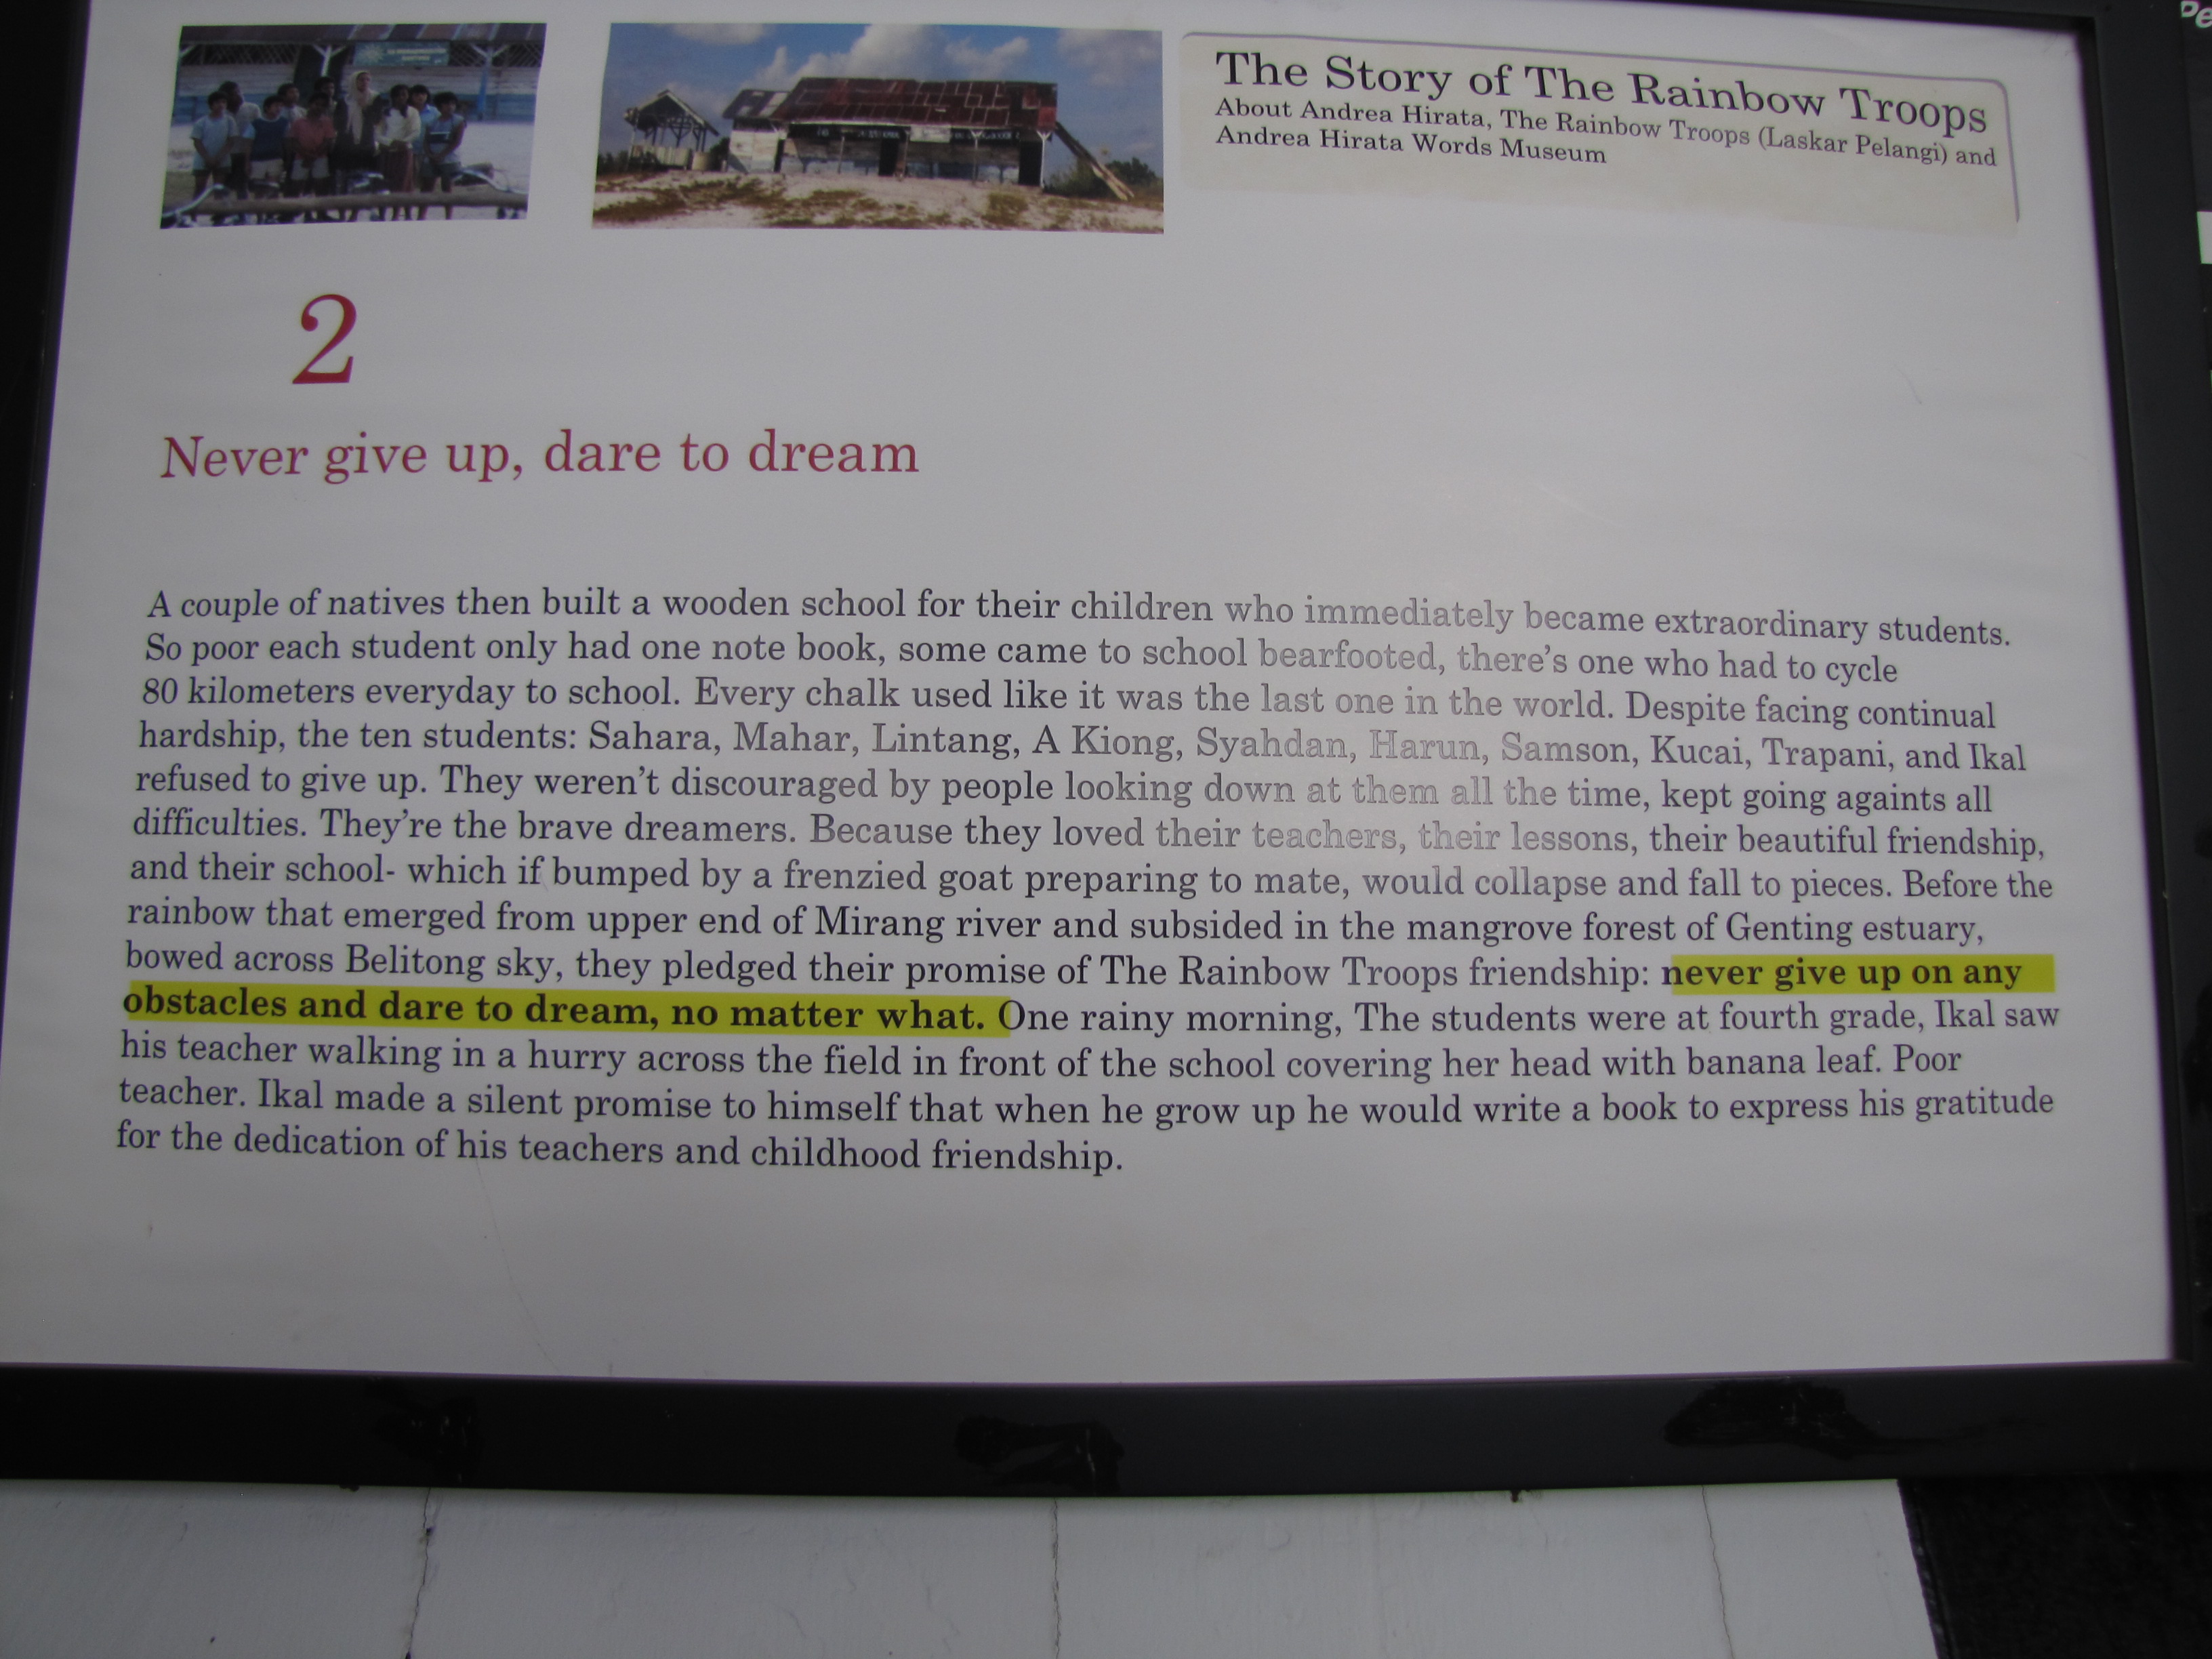 The Story of The Rainbow Troops
About Andrea Hirata, The Rainbow Troops (Laskar Pelangi) and
Andrea Hirata Words Museum
2
Never give up, dare to dream
A couple of natives then built a wooden school for their children who immediately became extraordinary students.
So poor each student only had one note book, some came to school bearfooted, there's one who had to cycle
80 kilometers everyday to school. Every chalk used like it was the last one in the world. Despite facing continual
hardship, the ten students: Sahara, Mahar, Lintang, A Kiong, Syahdan, Harun, Samson, Kucai, Trapani, and Ikal
refused to give up. They weren't discouraged by people looking down at them all the time, kept going againts all
difficulties. They're the brave dreamers. Because they loved their teachers, their lessons, their beautiful friendship,
and their school- which if bumped by a frenzied goat preparing to mate, would collapse and fall to pieces. Before the
rainbow that emerged from upper end of Mirang river and subsided in the mangrove forest of Genting estuary,
bowed across Belitong sky, they pledged their promise of The Rainbow Troops friendship: never give up on any
obstacles and dare to dream, no matter what. One rainy morning, The students were at fourth grade, Ikal saw
his teacher walking in a hurry across the field in front of the school covering her head with banana leaf. Poor
teacher. Ikal made a silent promise to himself that when he grow up he would write a book to express his gratitude
for the dedication of his teachers and childhood friendship.